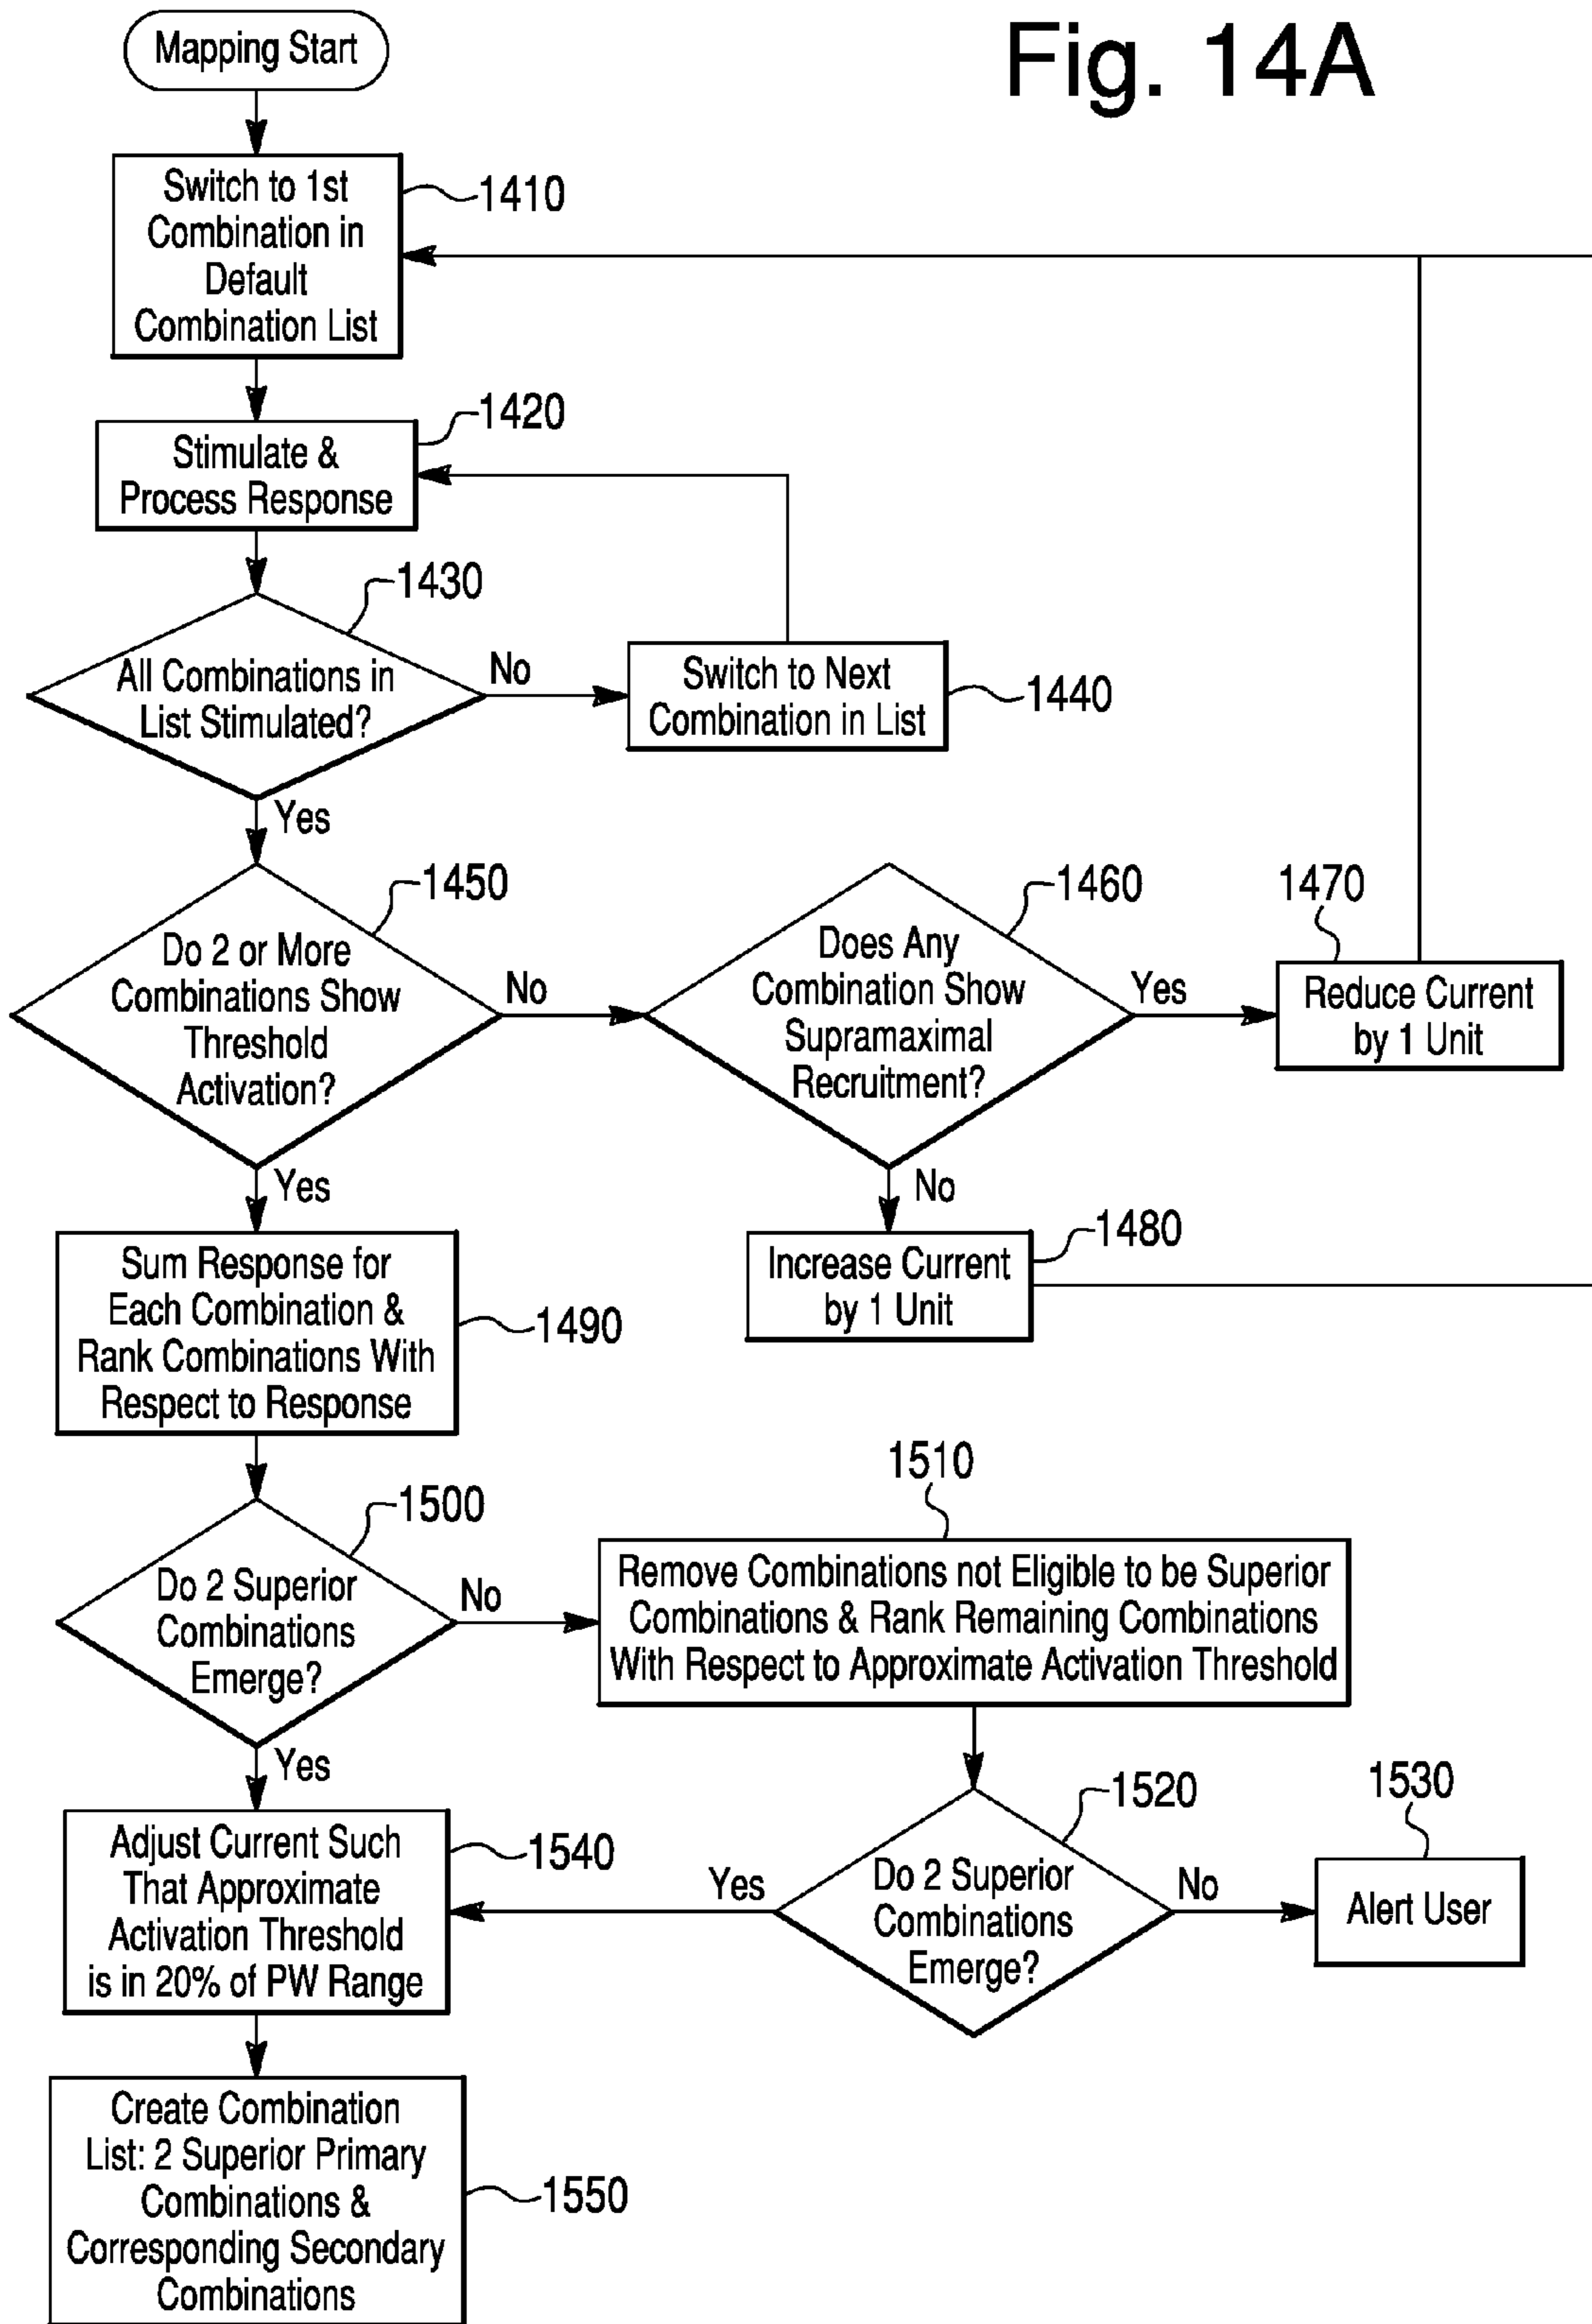 Fig. 14A
Mapping Start
Switch to 1st
Combination in
Default
Combination List
1410
Stimulate &
Process Response
1420
1430
All Combinations in
List Stimulated?
No
Switch to Next
Combination in List
1440
Yes
1450
Do 2 or More
Combinations Show
Threshold
Activation?
No
1460
Does Any
Combination Show
Supramaximal
Recruitment?
Yes
1470
Reduce Current
by 1 Unit
No
1480
Increase Current
by 1 Unit
Yes
Sum Response for
Each Combination &
Rank Combinations With
Respect to Response
1490
1500
Do 2 Superior
Combinations
Emerge?
No
1510
Remove Combinations not Eligible to be Superior
Combinations & Rank Remaining Combinations
With Respect to Approximate Activation Threshold
1520
Do 2 Superior
Combinations
Emerge?
No
1530
Alert User
Yes
Yes
Adjust Current Such
That Approximate
Activation Threshold
is in 20% of PW Range
1540
Create Combination
List: 2 Superior Primary
Combinations &
Corresponding Secondary
Combinations
1550